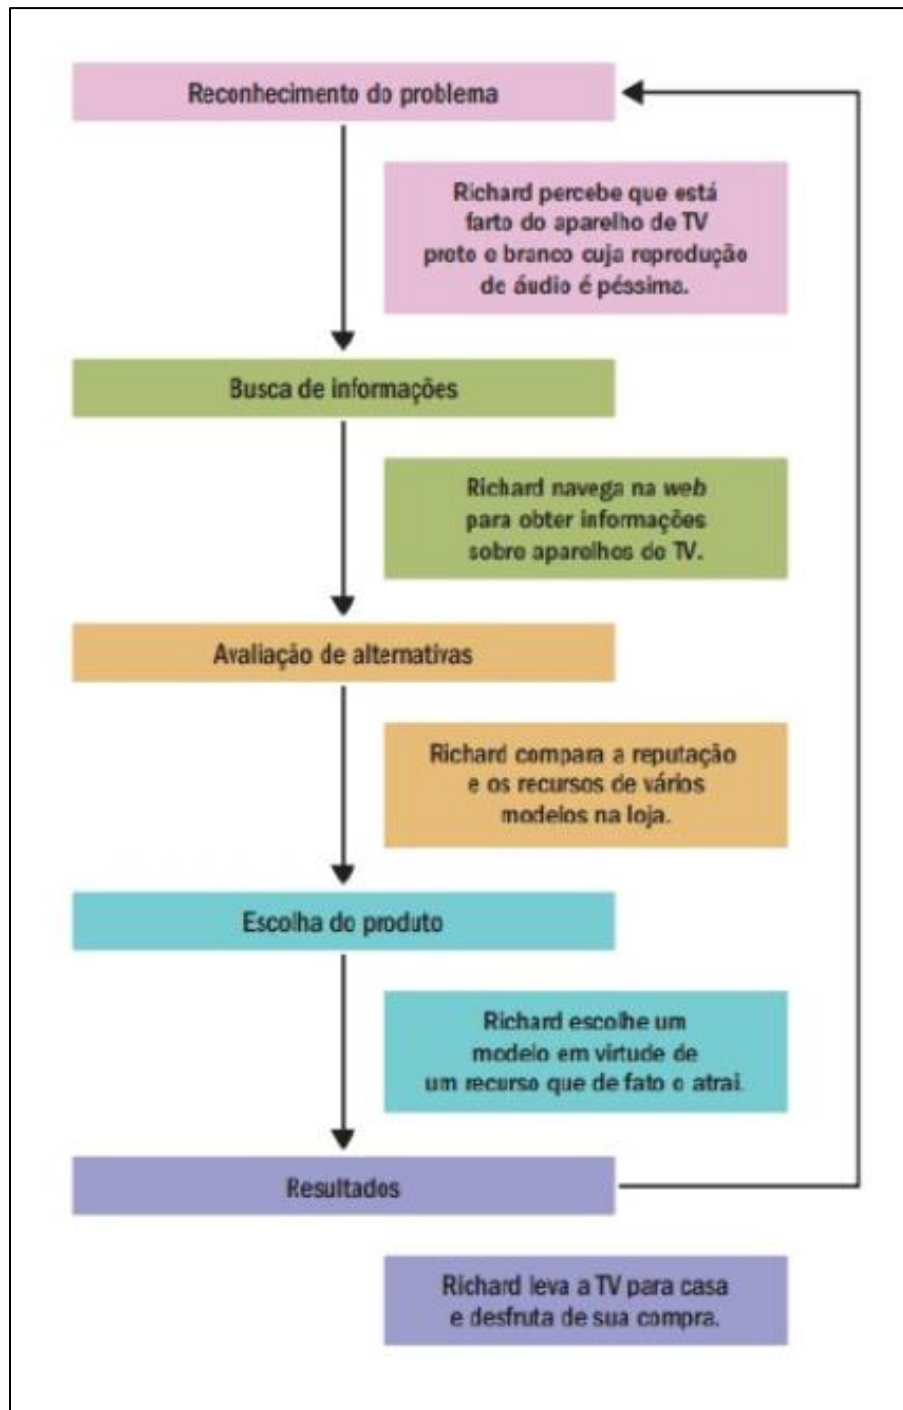 Reconhecimento do problema
Richard percebe que está
farto do aparelho de TV
preto e branco cuja reprodução
de áudio é péssima.
Busca de informações
Richard navega na web
para obter informações
sobre aparelhos de TV.
Avaliação de alternativas
Richard compara a reputação
e os recursos de vários
modelos na loja.
Escolha do produto
Richard escolhe um
modelo em virtude de
um recurso que de fato o atrai.
Resultados
Richard leva a TV para casa
e desfruta de sua compra.